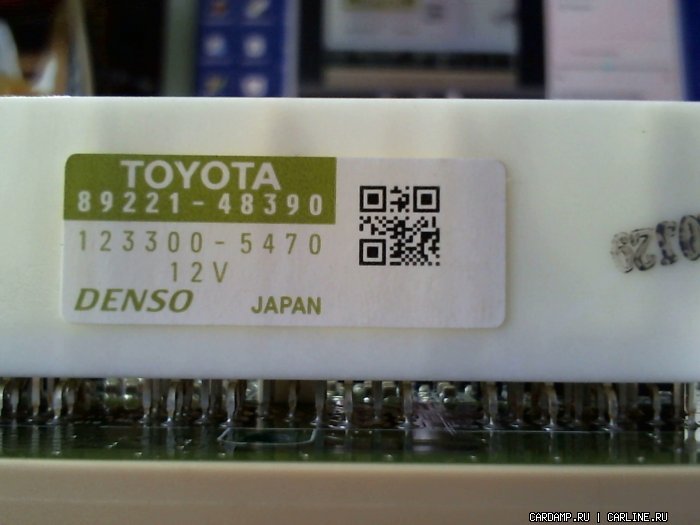 TOYOTA
89221-48390
123300-5470
12V
DENSO JAPAN
CARDAMP.RU | CARLINE.RU